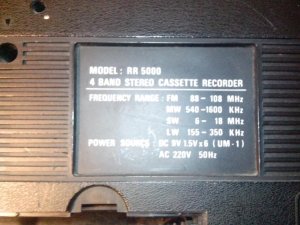 MODEL: RR 5000
4 BAND STEREO CASSETTE RECORDER
FREQUENCY RANGE: FM 88-108 MHz
MW 540-1600 KHz
SW 6-18 MHz
LW 155-350 KHz
POWER SOURCE: DC 9V 1.5V x 6 (UM-1)
AC 220V 50Hz